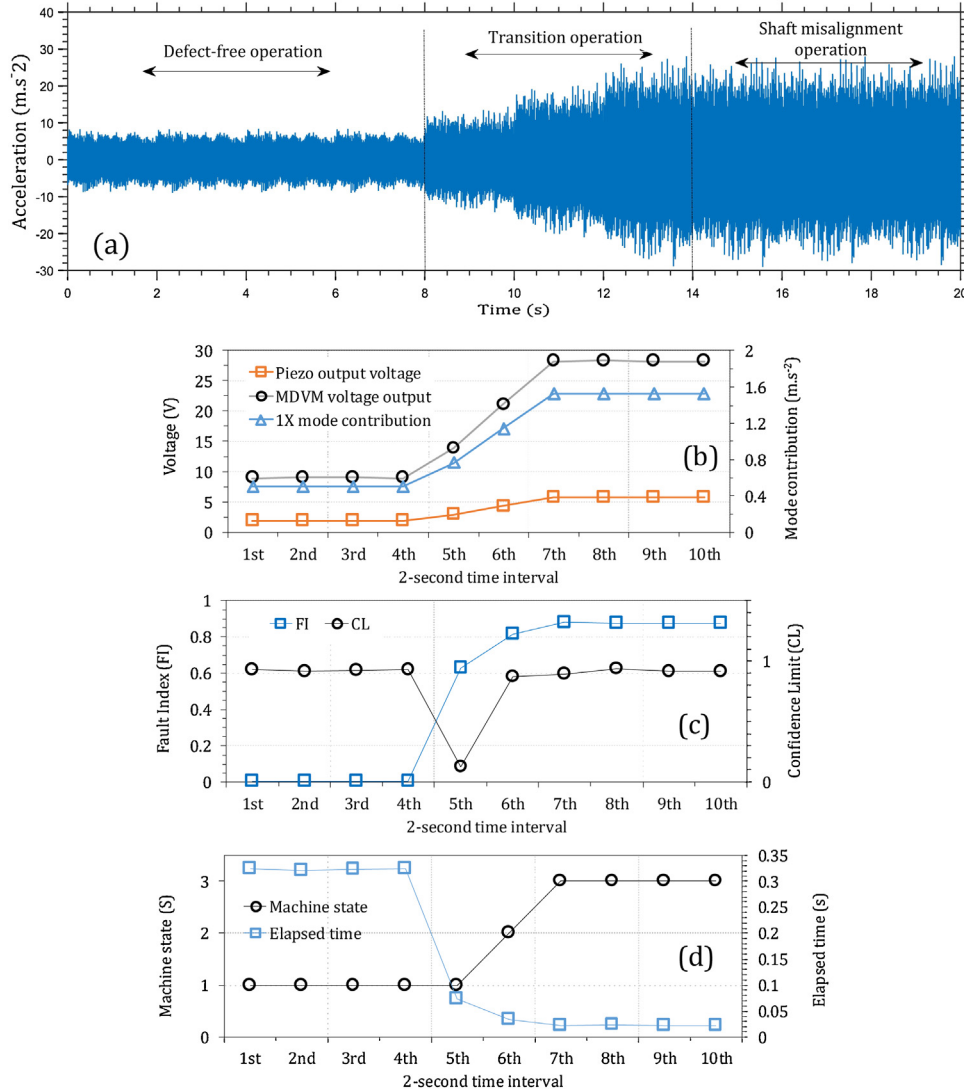 40
30
20
10
0
-10
-20
-30
Acceleration (m.s⁻2)
Defect-free operation
Transition operation
Shaft misalignment
operation
(a)
0 2 4 6 8 10 12 14 16 18 20
Time (s)
30
25
20
15
10
5
0
Voltage (V)
Piezo output voltage
MDVM voltage output
1X mode contribution
(b)
2
1.6
1.2
0.8
0.4
0
Mode contribution (m.s⁻²)
1st 2nd 3rd 4th 5th 6th 7th 8th 9th 10th
2-second time interval
1
0.8
0.6
0.4
0.2
0
Fault Index (FI)
FI CL
(c)
1
0
Confidence Limit (CL)
1st 2nd 3rd 4th 5th 6th 7th 8th 9th 10th
2-second time interval
3
2
1
0
Machine state (S)
Machine state
Elapsed time
(d)
0.35
0.3
0.25
0.2
0.15
0.1
0.05
0
Elapsed time (s)
1st 2nd 3rd 4th 5th 6th 7th 8th 9th 10th
2-second time interval